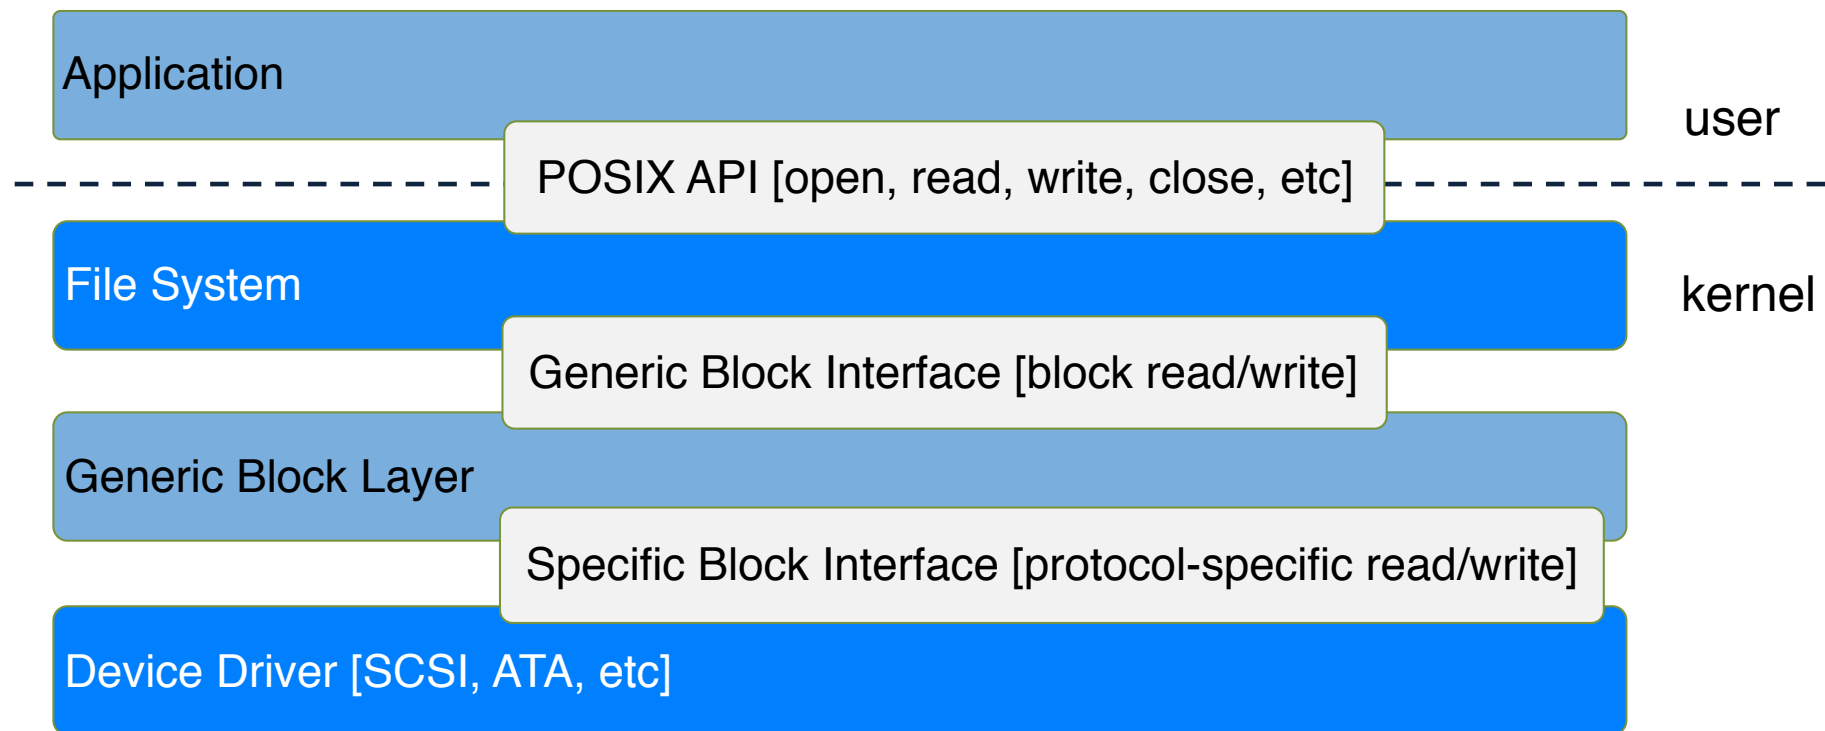 Application
user
POSIX API [open, read, write, close, etc]
File System
kernel
Generic Block Interface [block read/write]
Generic Block Layer
Specific Block Interface [protocol-specific read/write]
Device Driver [SCSI, ATA, etc]